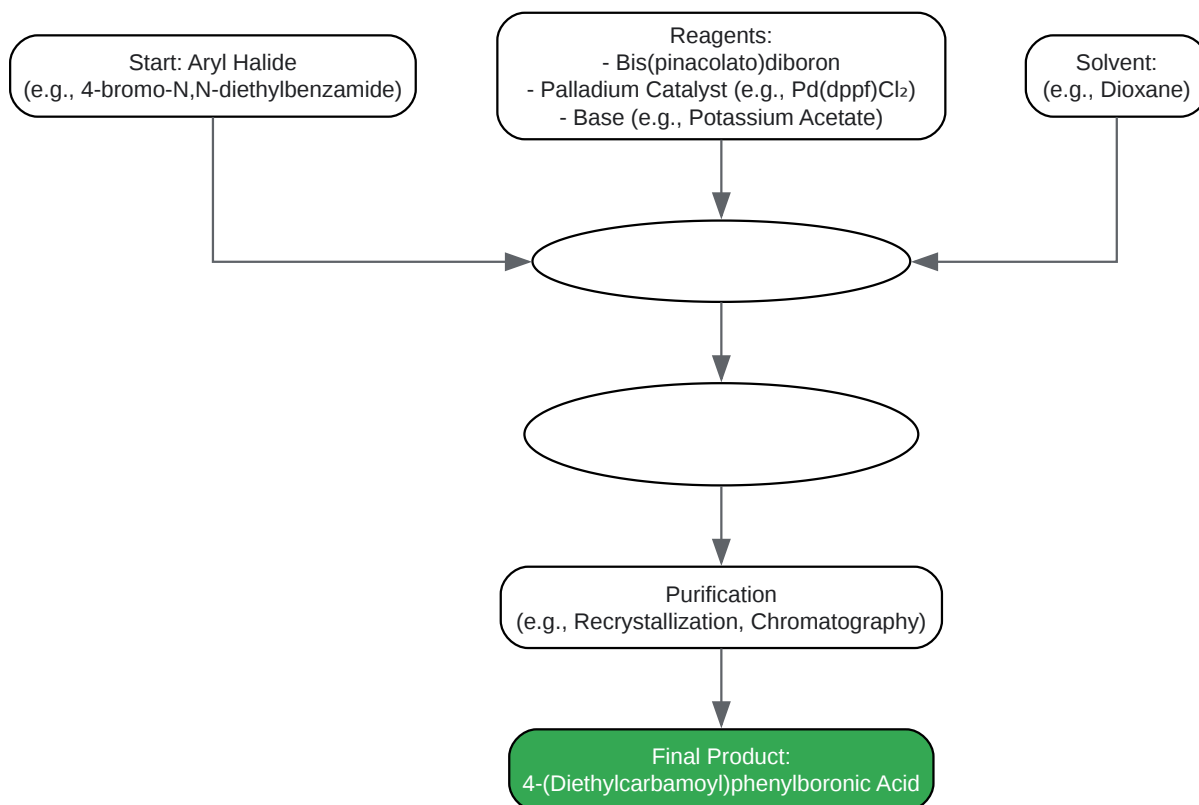 Start: Aryl Halide
(e.g., 4-bromo-N,N-diethylbenzamide)
Reagents:
- Bis(pinacolato)diboron
- Palladium Catalyst (e.g., Pd(dppf)Cl₂)
- Base (e.g., Potassium Acetate)
Solvent:
(e.g., Dioxane)
Purification
(e.g., Recrystallization, Chromatography)
Final Product:
4-(Diethylcarbamoyl)phenylboronic Acid